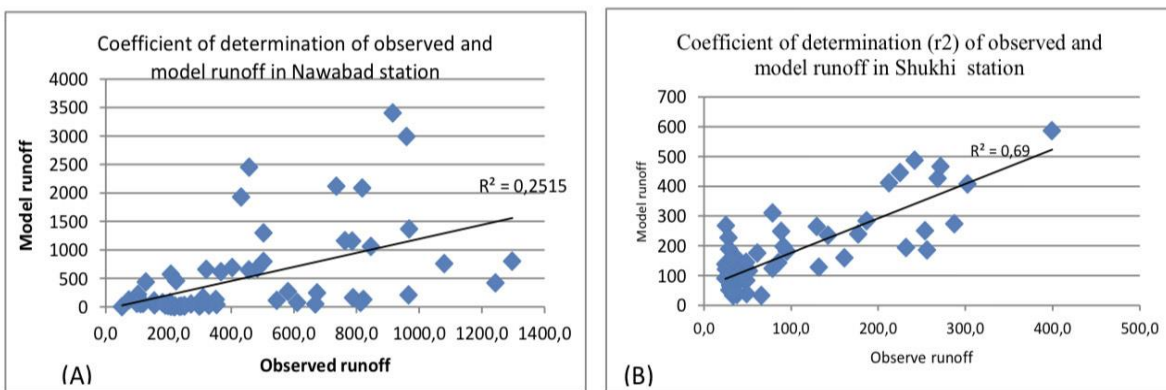 Coefficient of determination of observed and
model runoff in Nawabad station
4000
3500
3000
2500
2000
1500
1000
500
0
0,0 200,0 400,0 600,0 800,0 1000,0 1200,0 1400,0
Model runoff
Observed runoff
R² = 0,2515
(A)
Coefficient of determination (r2) of observed and
model runoff in Shukhi station
700
600
500
400
300
200
100
0
0,0 100,0 200,0 300,0 400,0 500,0
Model runoff
Observe runoff
R² = 0,69
(B)